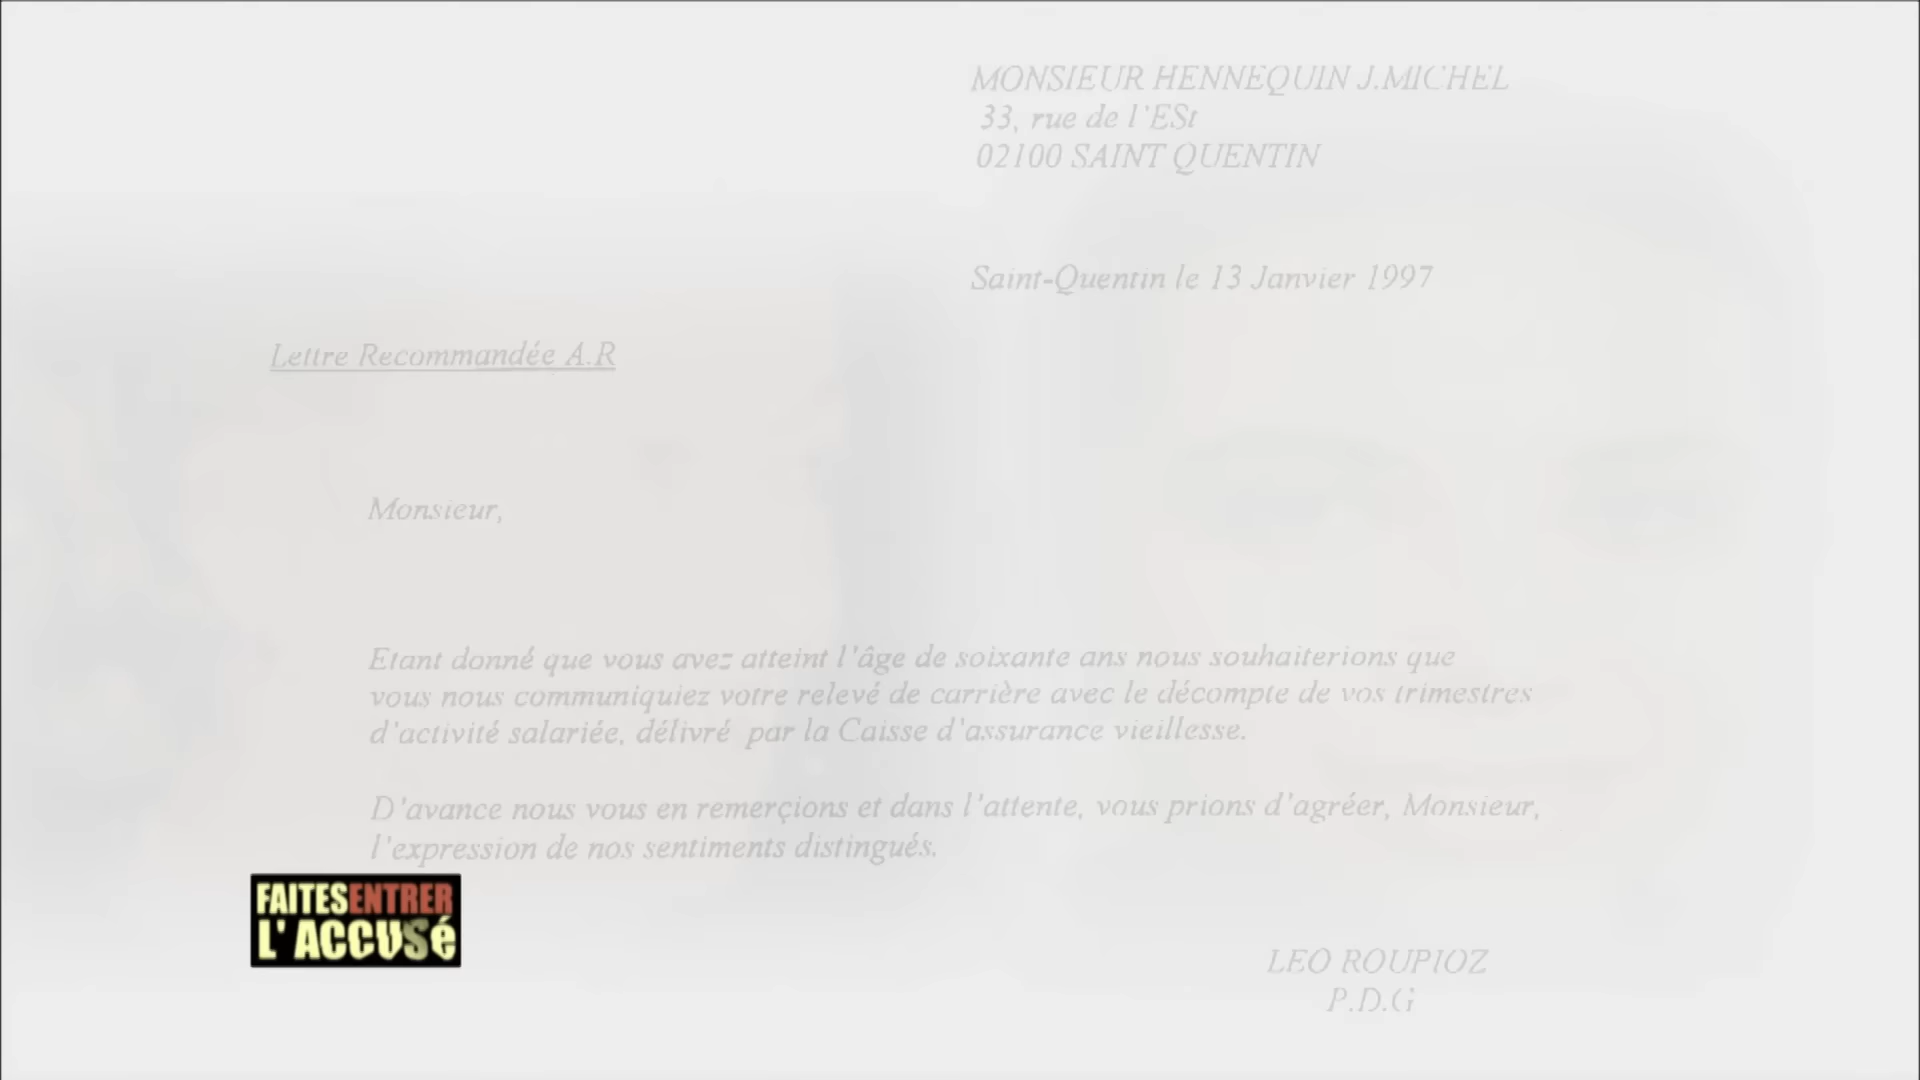 MONSIEUR HENNEQUIN J.MICHEL
33, rue de l'ESt
02100 SAINT QUENTIN
Saint-Quentin le 13 Janvier 1997
Lettre Recommandée A.R
Monsieur,
Etant donné que vous avez atteint l'âge de soixante ans nous souhaiterions que
vous nous communiquiez votre relevé de carrière avec le décompte de vos trimestres
d'activité salariée, délivré par la Caisse d'assurance vieillesse.
D'avance nous vous en remerçions et dans l'attente, vous prions d'agréer, Monsieur,
l'expression de nos sentiments distingués.
FAITES ENTRER
L'ACCUSé
LEO ROUPIOZ
P.D.G